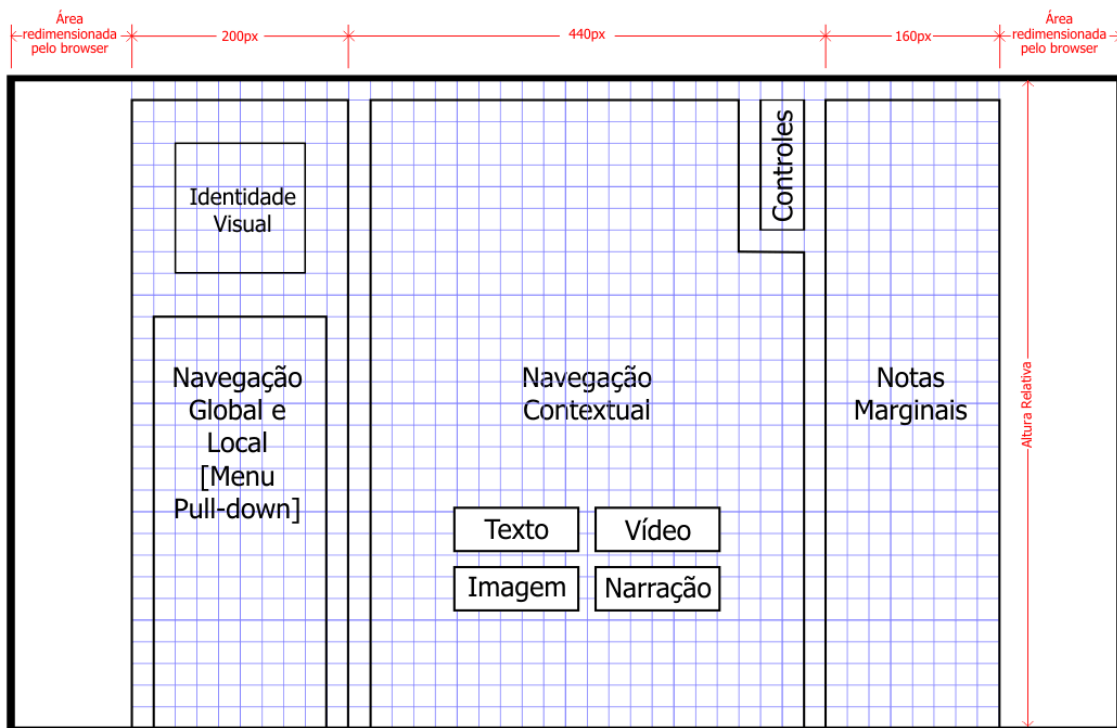 Área
redimensionada
pelo browser
200px
440px
160px
Área
redimensionada
pelo browser
Identidade
Visual
Controles
Navegação
Global e
Local
[Menu
Pull-down]
Navegação
Contextual
Notas
Marginais
Altura Relativa
Texto
Vídeo
Imagem
Narração